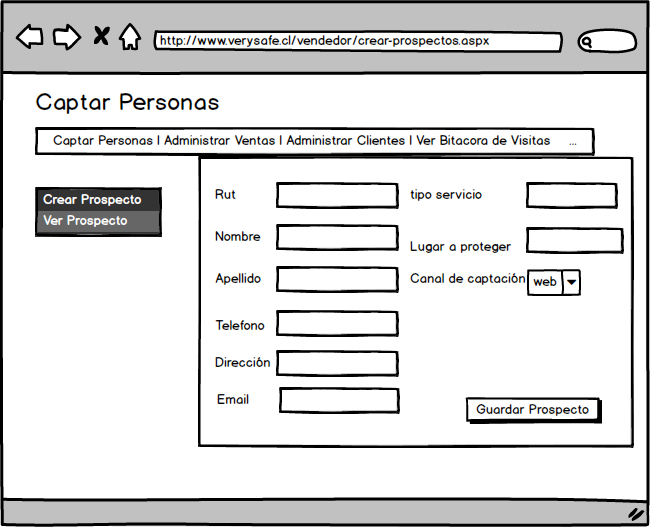 http://www.verysafe.cl/vendedor/crear-prospectos.aspx
Captar Personas
Captar Personas | Administrar Ventas | Administrar Clientes | Ver Bitacora de Visitas ...
Crear Prospecto
Ver Prospecto
Rut
Nombre
Apellido
Telefono
Dirección
Email
tipo servicio
Lugar a proteger
Canal de captación web
Guardar Prospecto